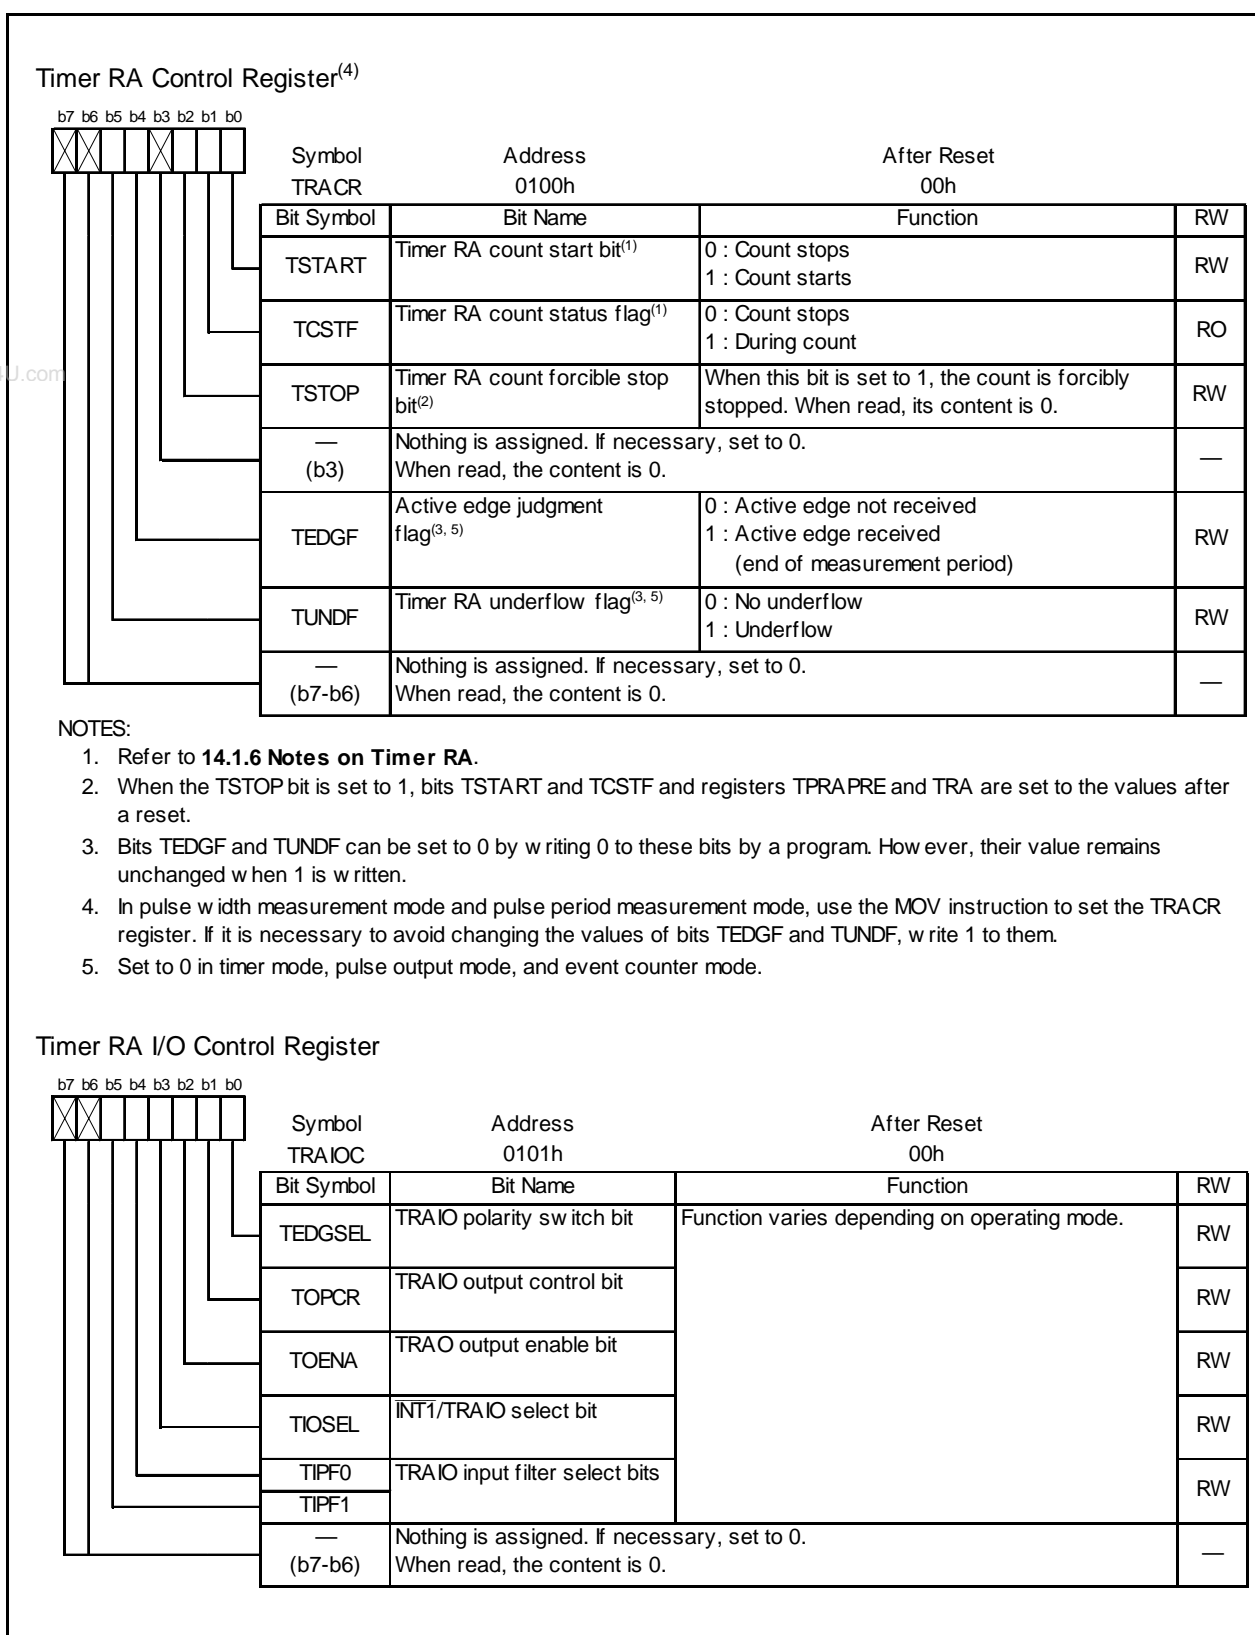 Timer RA Control Register(4)
b7 b6 b5 b4 b3 b2 b1 b0
Symbol Address After Reset
TRACR 0100h 00h
Bit Symbol Bit Name Function RW
TSTART Timer RA count start bit(1) 0 : Count stops RW
1 : Count starts
TCSTF Timer RA count status flag(1) 0 : Count stops RO
1 : During count
U.com
TSTOP Timer RA count forcible stop When this bit is set to 1, the count is forcibly RW
bit(2) stopped. When read, its content is 0.
— Nothing is assigned. If necessary, set to 0. —
(b3) When read, the content is 0.
TEDGF Active edge judgment 0 : Active edge not received RW
flag(3, 5) 1 : Active edge received
(end of measurement period)
TUNDF Timer RA underflow flag(3, 5) 0 : No underflow RW
1 : Underflow
— Nothing is assigned. If necessary, set to 0. —
(b7-b6) When read, the content is 0.
NOTES:
1. Refer to 14.1.6 Notes on Timer RA.
2. When the TSTOP bit is set to 1, bits TSTART and TCSTF and registers TPRAPRE and TRA are set to the values after
a reset.
3. Bits TEDGF and TUNDF can be set to 0 by writing 0 to these bits by a program. However, their value remains
unchanged when 1 is written.
4. In pulse width measurement mode and pulse period measurement mode, use the MOV instruction to set the TRACR
register. If it is necessary to avoid changing the values of bits TEDGF and TUNDF, write 1 to them.
5. Set to 0 in timer mode, pulse output mode, and event counter mode.
Timer RA I/O Control Register
b7 b6 b5 b4 b3 b2 b1 b0
Symbol Address After Reset
TRAIOC 0101h 00h
Bit Symbol Bit Name Function RW
TEDGSEL TRAIO polarity switch bit Function varies depending on operating mode. RW
TOPCR TRAIO output control bit RW
TOENA TRAO output enable bit RW
TIOSEL INT1/TRAIO select bit RW
TIPF0 TRAIO input filter select bits RW
TIPF1
— Nothing is assigned. If necessary, set to 0. —
(b7-b6) When read, the content is 0.